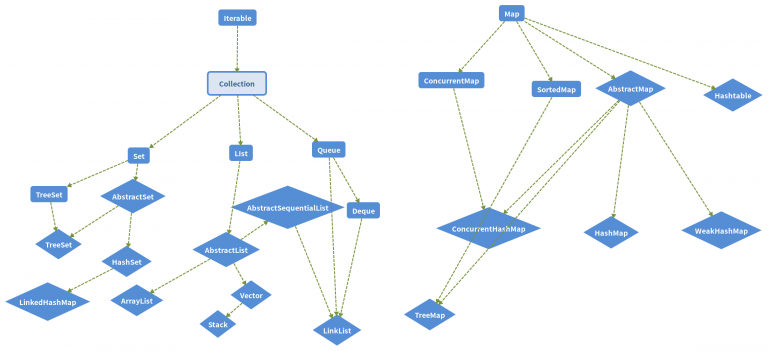 Iterable
Map
Collection
ConcurrentMap
SortedMap
AbstractMap
Hashtable
Set
LIst
Queue
TreeSet
AbstractSet
AbstractSequentialList
Deque
TreeSet
HashSet
AbstractList
ConcurrentHashMap
HashMap
WeakHashMap
LinkedHashMap
ArrayList
Vector
Stack
LinkList
TreeMap